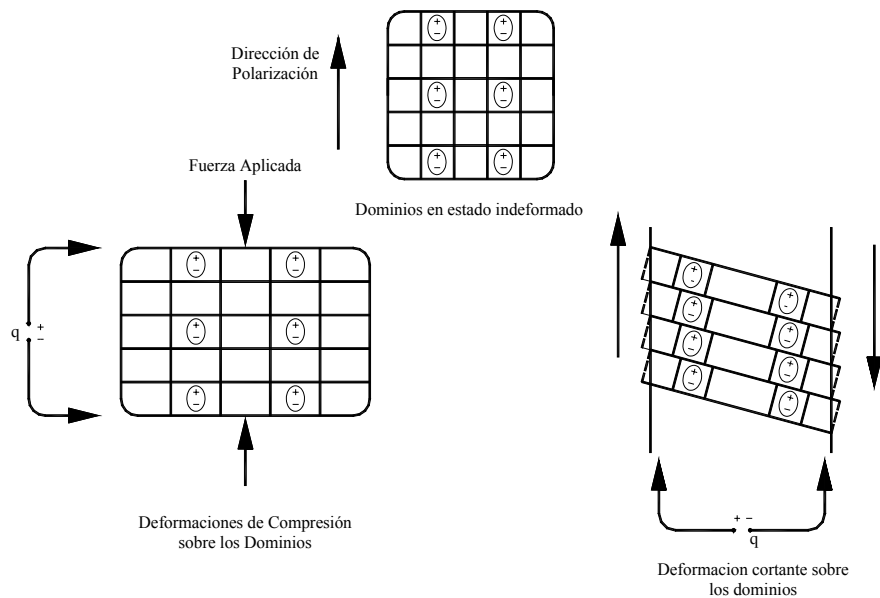 Dirección de
Polarización
+ +
- -
+ +
- -
+ +
- -
Dominios en estado indeformado
Fuerza Aplicada
+ +
- -
q + -
+ +
- -
+ +
- -
Deformaciones de Compresión
sobre los Dominios
+ +
- -
+ +
- -
+ +
- -
+ +
- -
+ -
q
Deformacion cortante sobre
los dominios